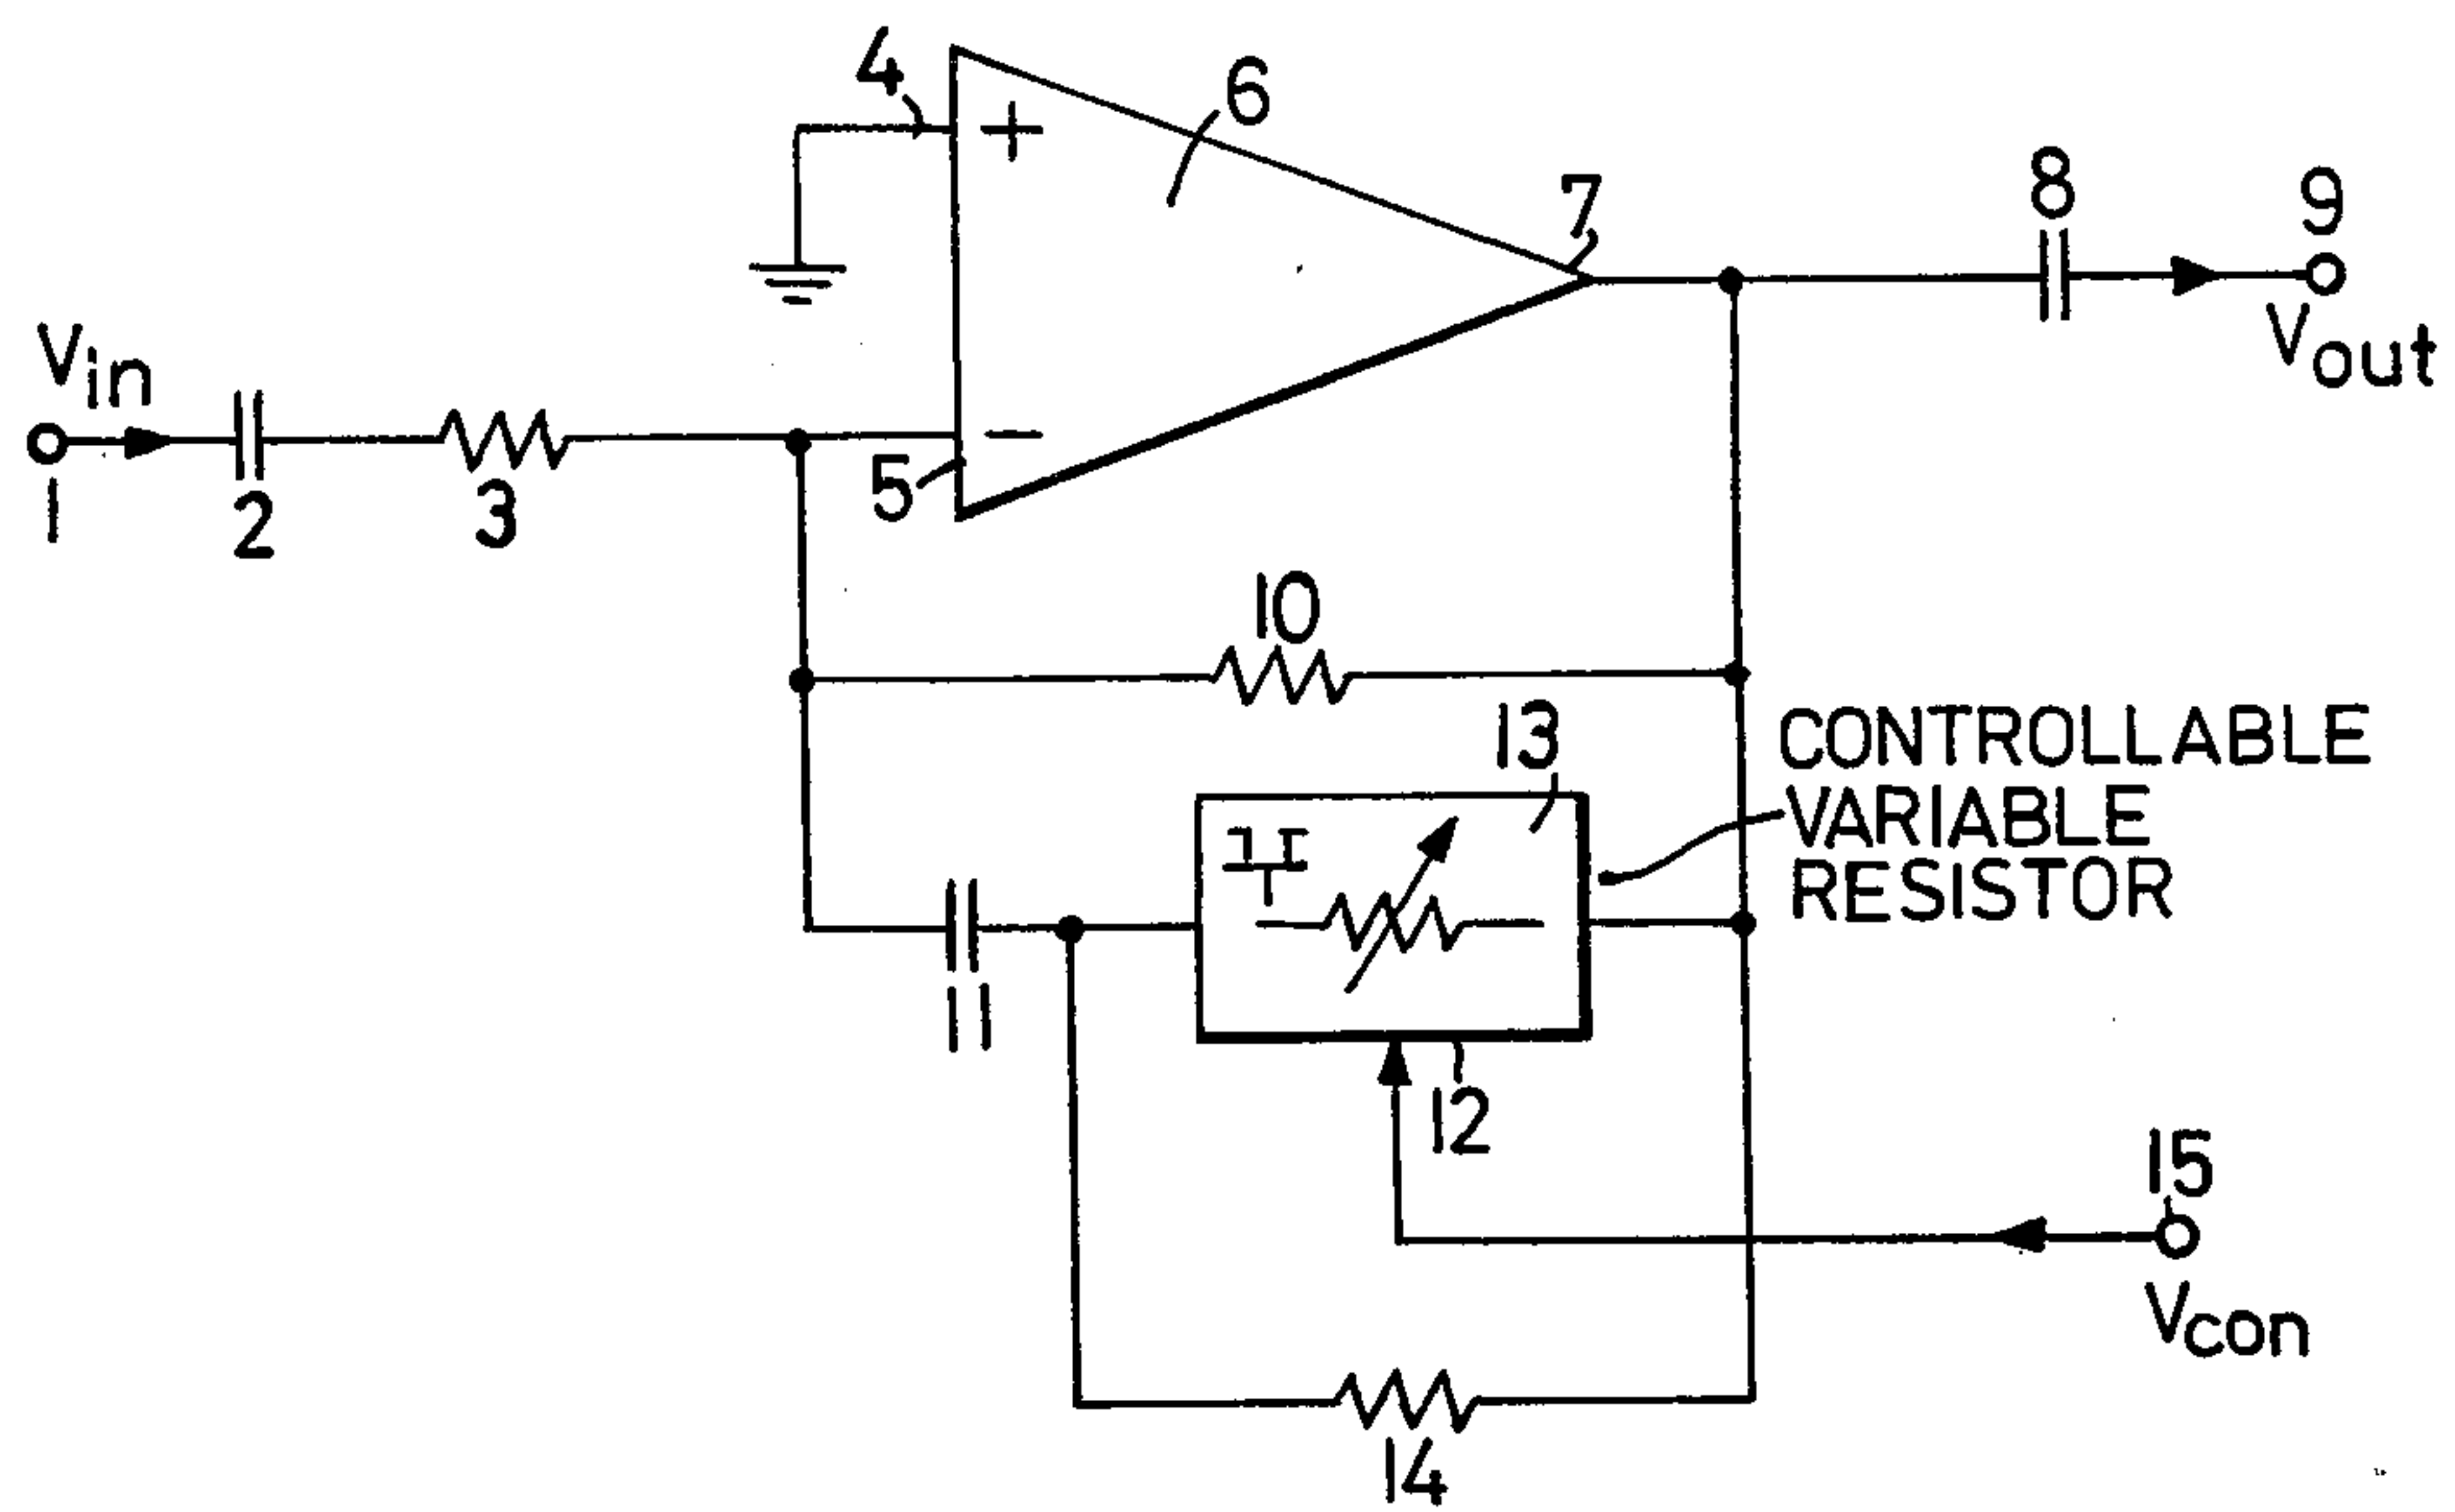 4
6
+
7
8
9
Vout
Vin
1
2
3
5
−
10
13
CONTROLLABLE
VARIABLE
RESISTOR
11
12
15
Vcon
14